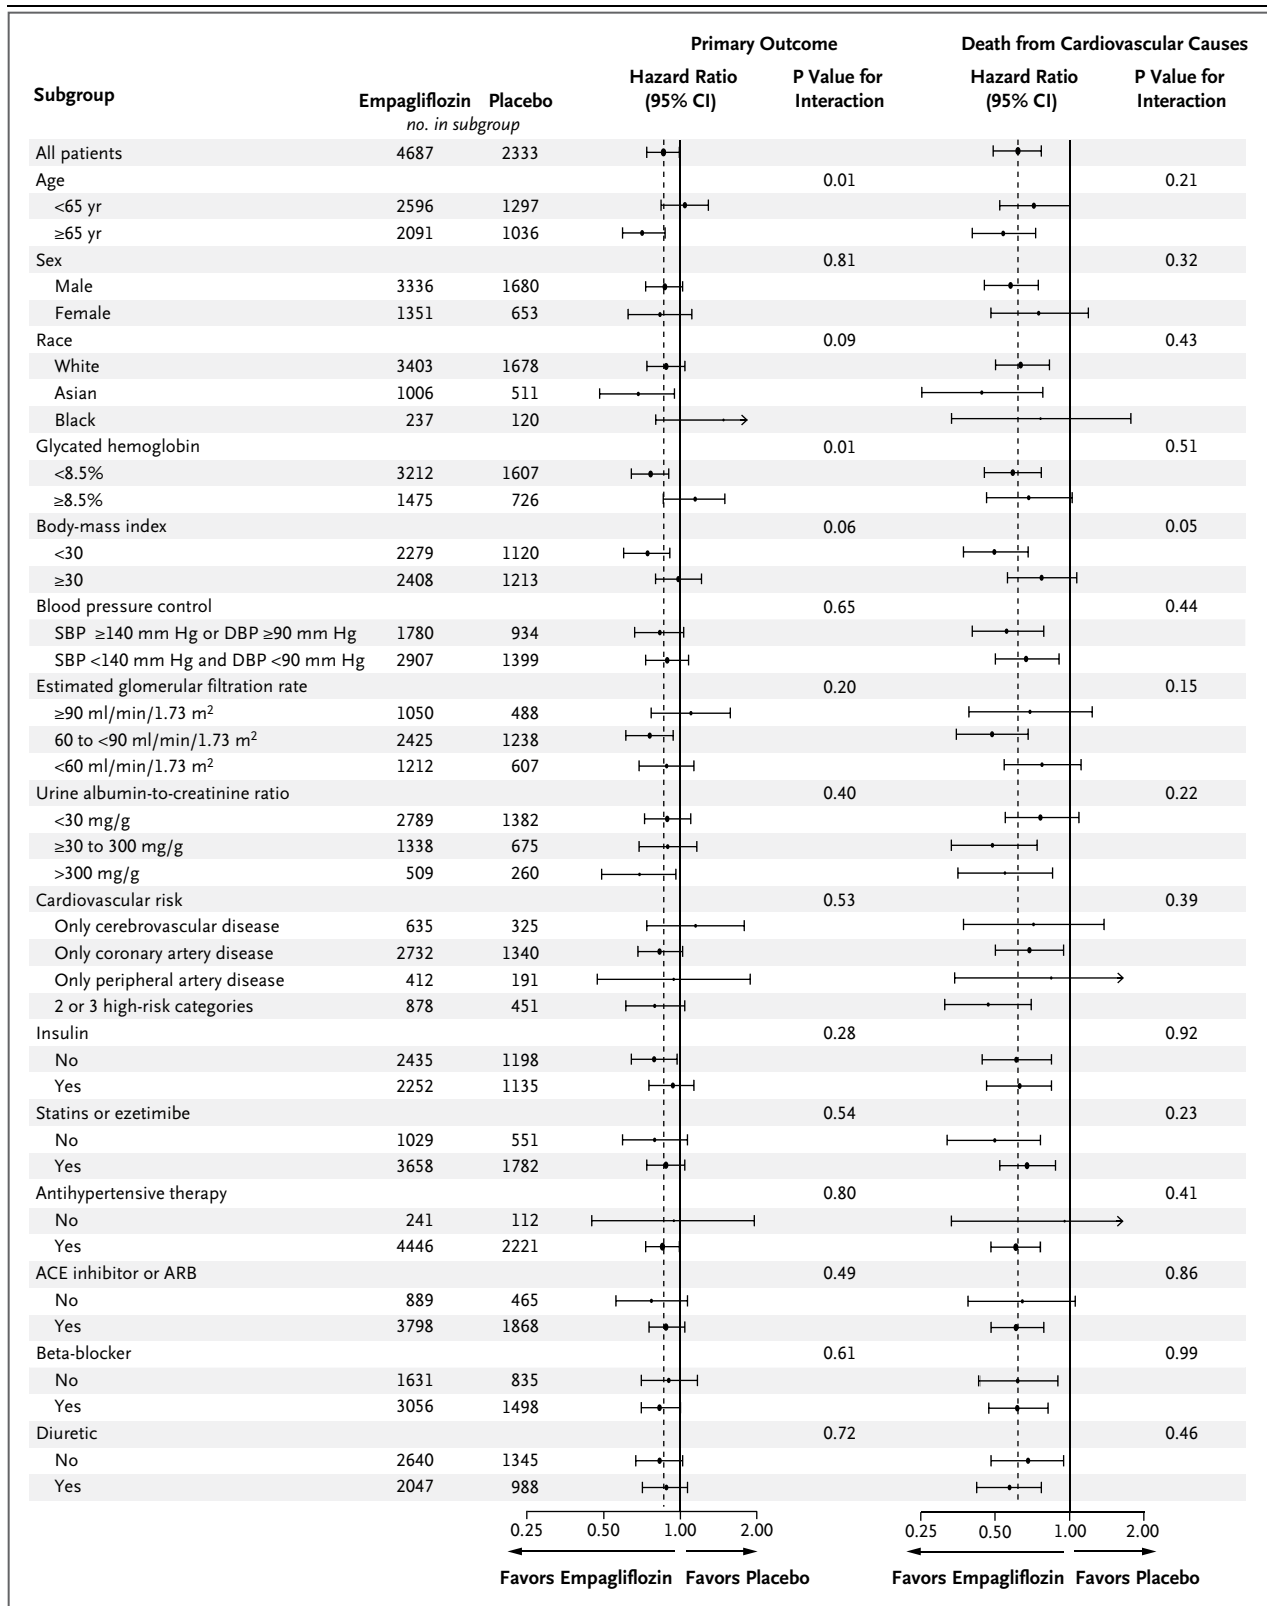 Primary Outcome Death from Cardiovascular Causes
Subgroup Empagliflozin Placebo Hazard Ratio (95% CI) P Value for Interaction Hazard Ratio (95% CI) P Value for Interaction
no. in subgroup
All patients 4687 2333
Age 0.01 0.21
<65 yr 2596 1297
≥65 yr 2091 1036
Sex 0.81 0.32
Male 3336 1680
Female 1351 653
Race 0.09 0.43
White 3403 1678
Asian 1006 511
Black 237 120
Glycated hemoglobin 0.01 0.51
<8.5% 3212 1607
≥8.5% 1475 726
Body-mass index 0.06 0.05
<30 2279 1120
≥30 2408 1213
Blood pressure control 0.65 0.44
SBP ≥140 mm Hg or DBP ≥90 mm Hg 1780 934
SBP <140 mm Hg and DBP <90 mm Hg 2907 1399
Estimated glomerular filtration rate 0.20 0.15
≥90 ml/min/1.73 m² 1050 488
60 to <90 ml/min/1.73 m² 2425 1238
<60 ml/min/1.73 m² 1212 607
Urine albumin-to-creatinine ratio 0.40 0.22
<30 mg/g 2789 1382
≥30 to 300 mg/g 1338 675
>300 mg/g 509 260
Cardiovascular risk 0.53 0.39
Only cerebrovascular disease 635 325
Only coronary artery disease 2732 1340
Only peripheral artery disease 412 191
2 or 3 high-risk categories 878 451
Insulin 0.28 0.92
No 2435 1198
Yes 2252 1135
Statins or ezetimibe 0.54 0.23
No 1029 551
Yes 3658 1782
Antihypertensive therapy 0.80 0.41
No 241 112
Yes 4446 2221
ACE inhibitor or ARB 0.49 0.86
No 889 465
Yes 3798 1868
Beta-blocker 0.61 0.99
No 1631 835
Yes 3056 1498
Diuretic 0.72 0.46
No 2640 1345
Yes 2047 988
0.25 0.50 1.00 2.00 0.25 0.50 1.00 2.00
Favors Empagliflozin Favors Placebo Favors Empagliflozin Favors Placebo